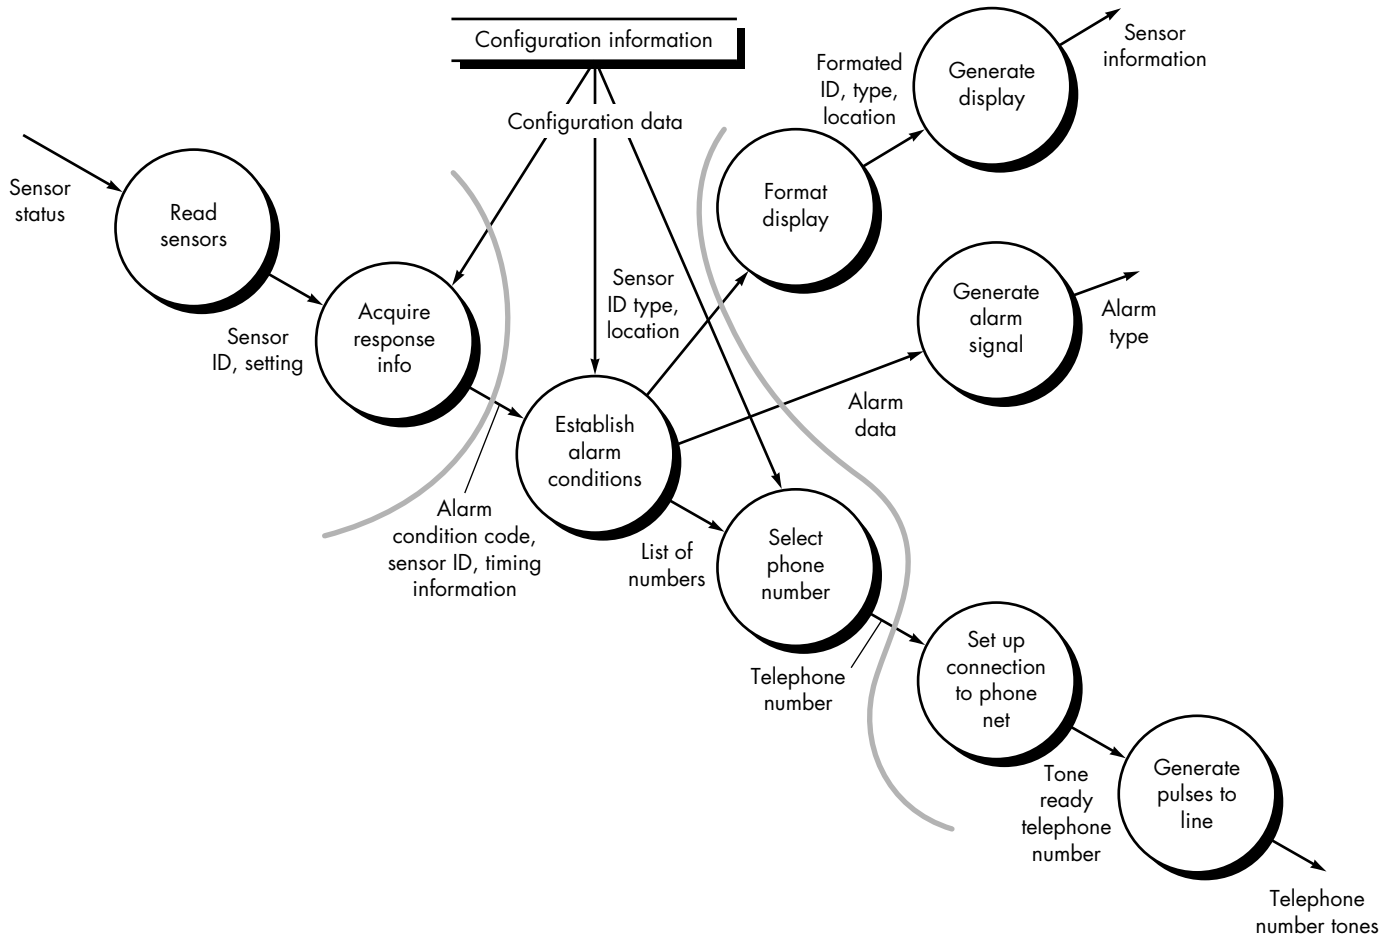 Configuration information
Configuration data
Sensor
status
Read
sensors
Sensor
ID, setting
Acquire
response
info
Alarm
condition code,
sensor ID, timing
information
Establish
alarm
conditions
Sensor
ID type,
location
Format
display
Formated
ID, type,
location
Generate
display
Sensor
information
Alarm
data
Generate
alarm
signal
Alarm
type
List of
numbers
Select
phone
number
Telephone
number
Set up
connection
to phone
net
Tone
ready
telephone
number
Generate
pulses to
line
Telephone
number tones